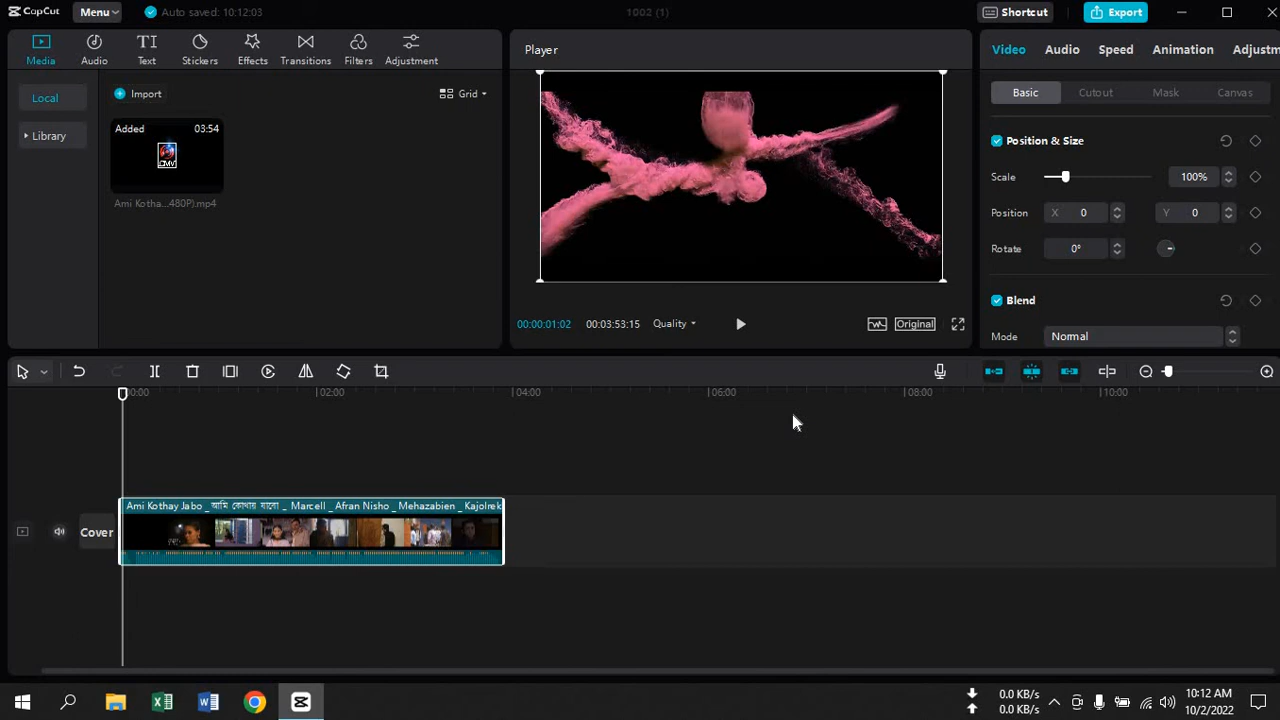 CapCut Menu Auto saved: 10:12:03 1002 (1) Shortcut Export
Media Audio Text Stickers Effects Transitions Filters Adjustment
Player
Video Audio Speed Animation Adjustm
Local
Import
Grid
Basic Cutout Mask Canvas
Library
Added 03:54
Ami Kotha...480P).mp4
Position & Size
Scale 100%
Position X 0 Y 0
Rotate 0°
Blend
Mode Normal
00:00:01:02 00:03:53:15 Quality Original
00:00 02:00 04:00 06:00 08:00 10:00
Ami Kothay Jabo _আমি কোথায় যাবো _ Marcell _Afran Nisho _Mehazabien _Kajolrek
Cover
0.0 KB/s
0.0 KB/s
10:12 AM
10/2/2022